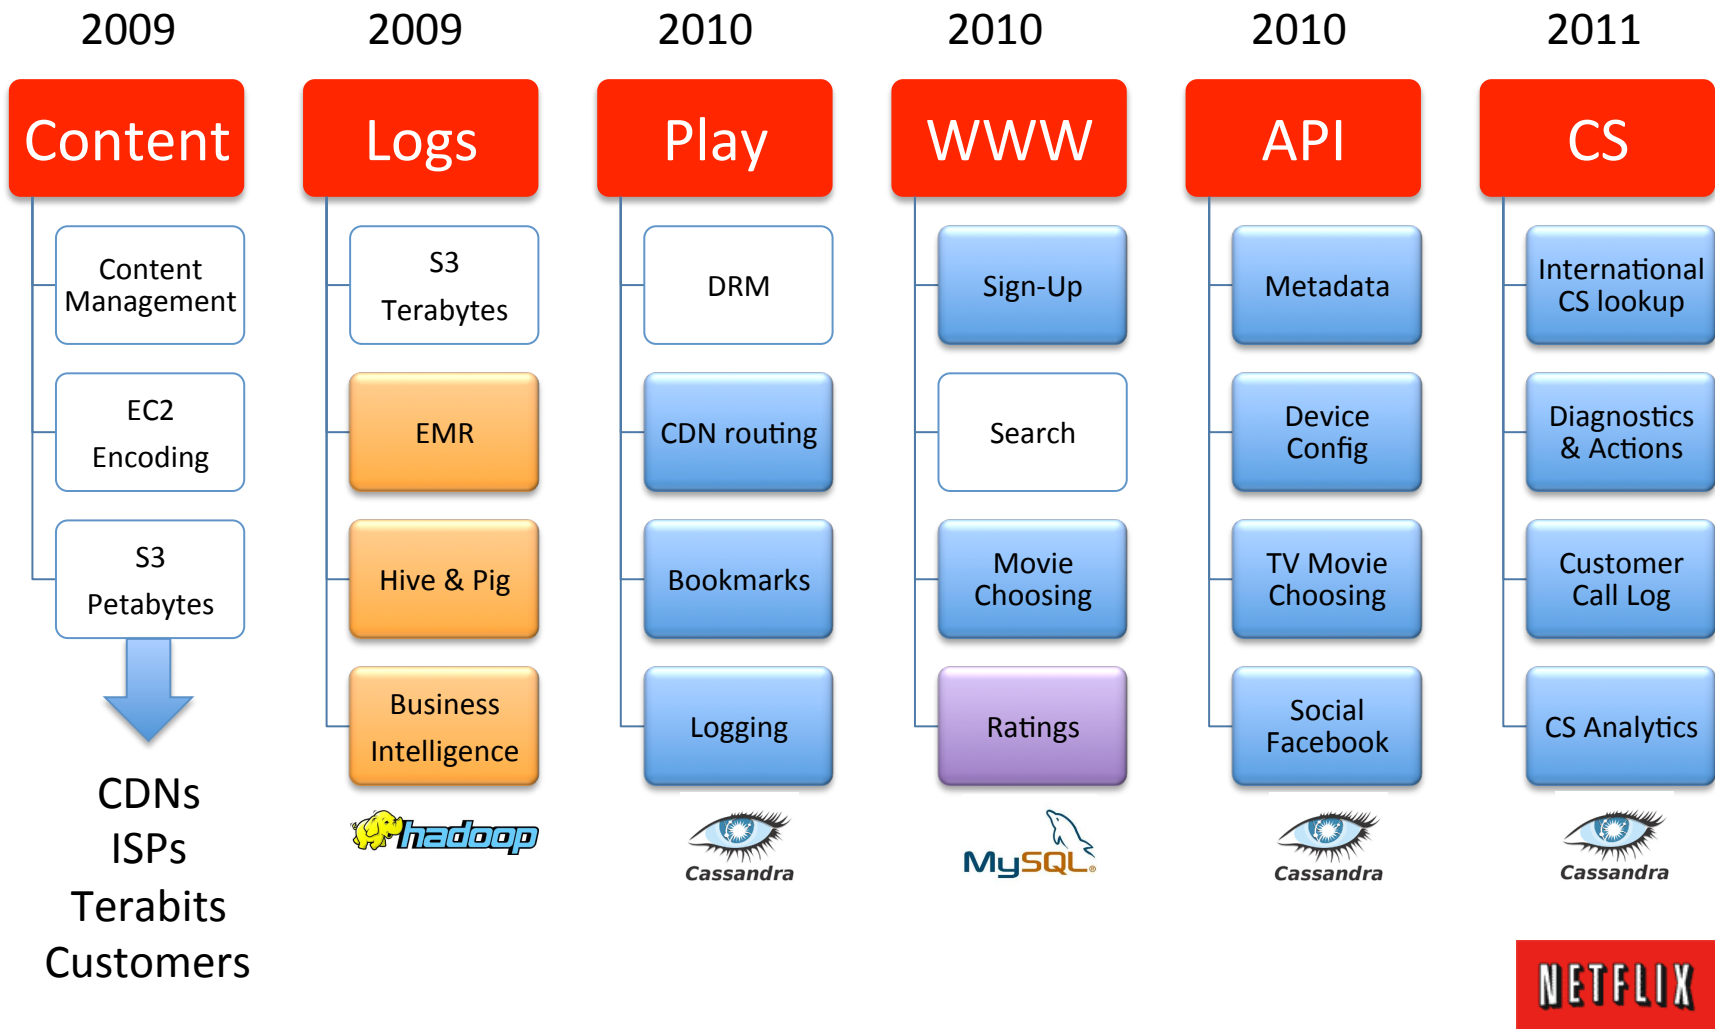 2009
2009
2010
2010
2010
2011
Content
Logs
Play
WWW
API
CS
Content
Management
EC2
Encoding
S3
Petabytes
CDNs
ISPs
Terabits
Customers
S3
Terabytes
EMR
Hive & Pig
Business
Intelligence
hadoop
DRM
CDN routing
Bookmarks
Logging
Cassandra
Sign-Up
Search
Movie
Choosing
Ratings
MySQL®
Metadata
Device
Config
TV Movie
Choosing
Social
Facebook
Cassandra
International
CS lookup
Diagnostics
& Actions
Customer
Call Log
CS Analytics
Cassandra
NETFLIX